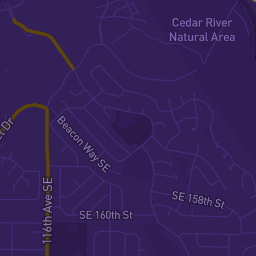 Cedar River
Natural Area
Beacon Way SE
116th Ave SE
SE 158th St
SE 160th St